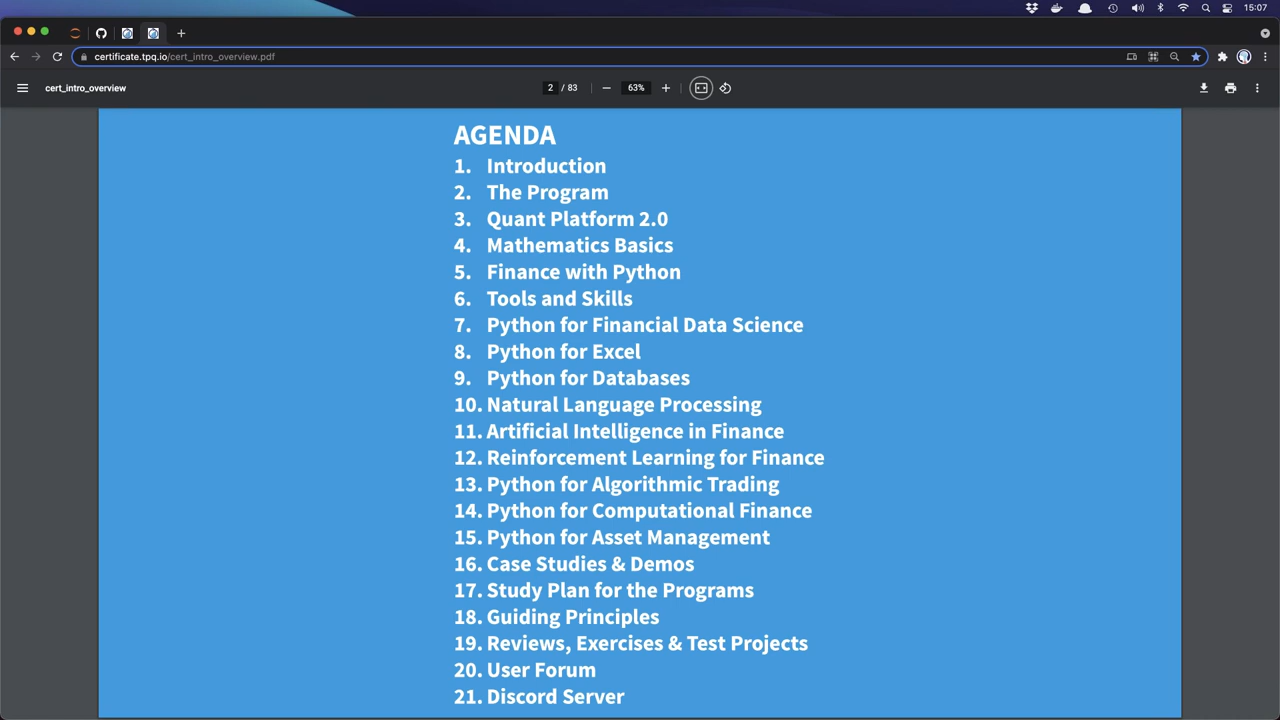 15:07
certificate.tpq.io/cert_intro_overview.pdf
cert_intro_overview
2 / 83
63%
AGENDA
1. Introduction
2. The Program
3. Quant Platform 2.0
4. Mathematics Basics
5. Finance with Python
6. Tools and Skills
7. Python for Financial Data Science
8. Python for Excel
9. Python for Databases
10. Natural Language Processing
11. Artificial Intelligence in Finance
12. Reinforcement Learning for Finance
13. Python for Algorithmic Trading
14. Python for Computational Finance
15. Python for Asset Management
16. Case Studies & Demos
17. Study Plan for the Programs
18. Guiding Principles
19. Reviews, Exercises & Test Projects
20. User Forum
21. Discord Server